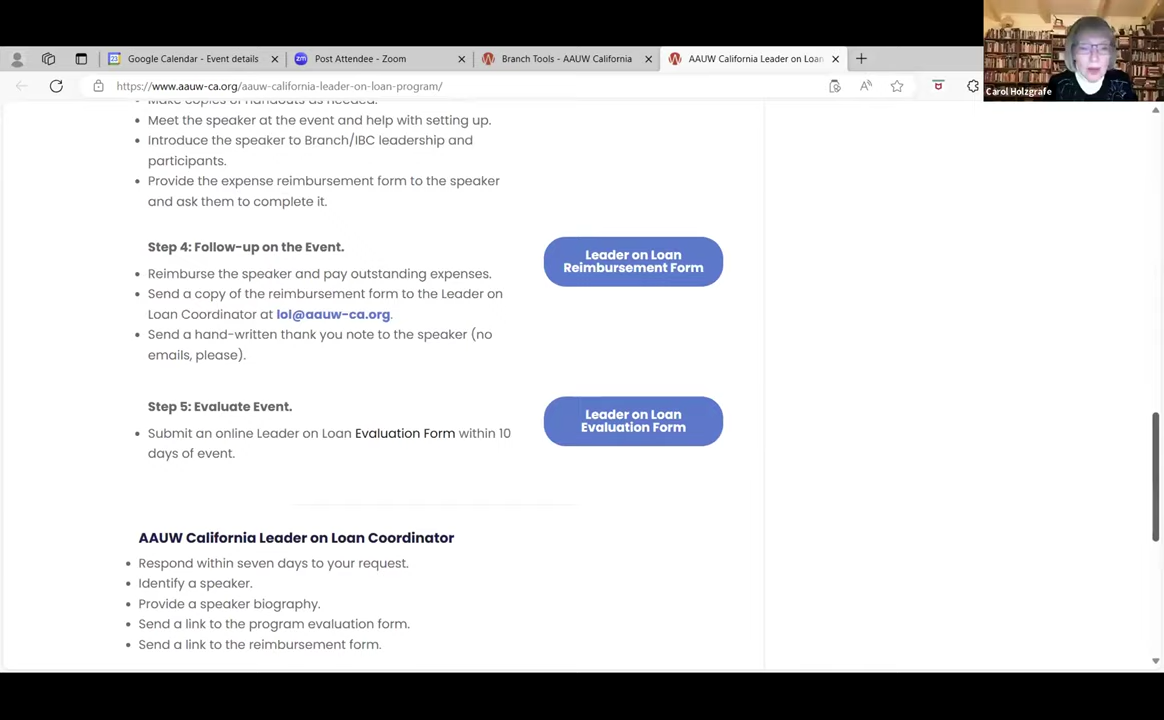 Google Calendar - Event details
Post Attendee - Zoom
Branch Tools - AAUW California
AAUW California Leader on Loan
https://www.aauw-ca.org/aauw-california-leader-on-loan-program/
Carol Holzgrafe
Make copies of handouts as needed.
Meet the speaker at the event and help with setting up.
Introduce the speaker to Branch/IBC leadership and
participants.
Provide the expense reimbursement form to the speaker
and ask them to complete it.
Step 4: Follow-up on the Event.
Reimburse the speaker and pay outstanding expenses.
Send a copy of the reimbursement form to the Leader on
Loan Coordinator at lol@aauw-ca.org.
Send a hand-written thank you note to the speaker (no
emails, please).
Leader on Loan
Reimbursement Form
Step 5: Evaluate Event.
Submit an online Leader on Loan Evaluation Form within 10
days of event.
Leader on Loan
Evaluation Form
AAUW California Leader on Loan Coordinator
Respond within seven days to your request.
Identify a speaker.
Provide a speaker biography.
Send a link to the program evaluation form.
Send a link to the reimbursement form.